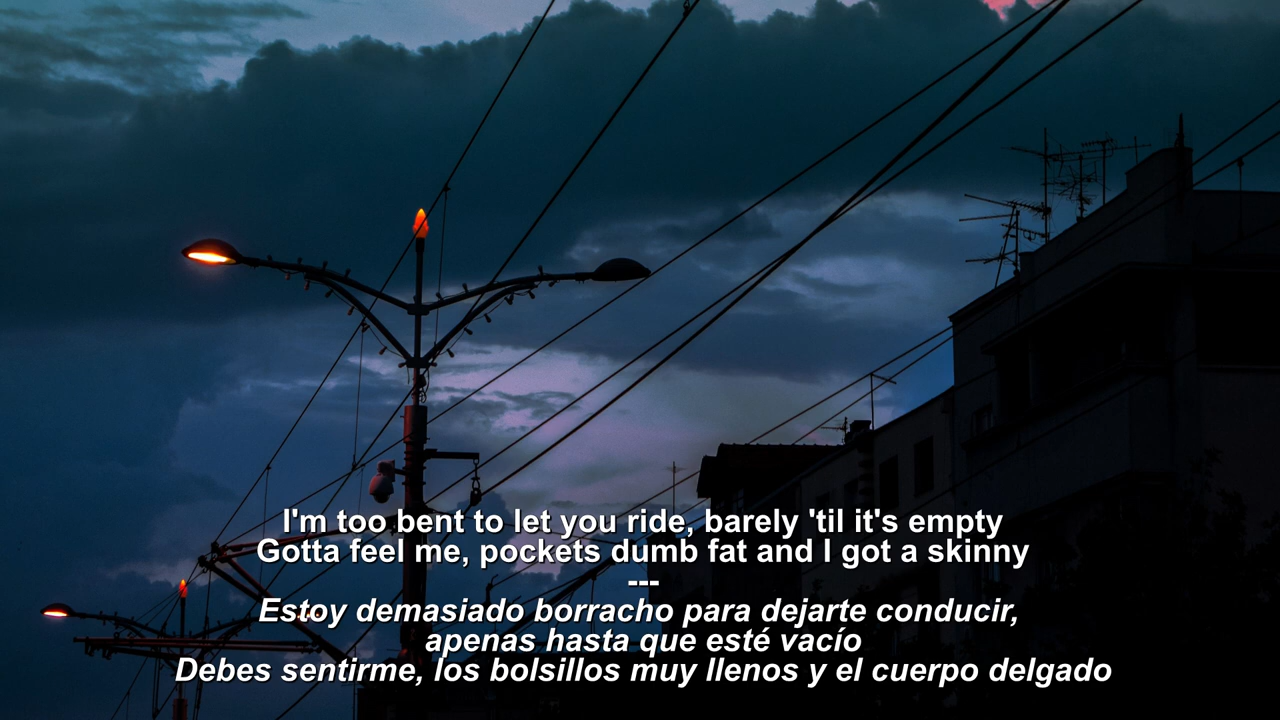 I'm too bent to let you ride, barely 'til it's empty
Gotta feel me, pockets dumb fat and I got a skinny
---
Estoy demasiado borracho para dejarte conducir,
apenas hasta que esté vacío
Debes sentirme, los bolsillos muy llenos y el cuerpo delgado